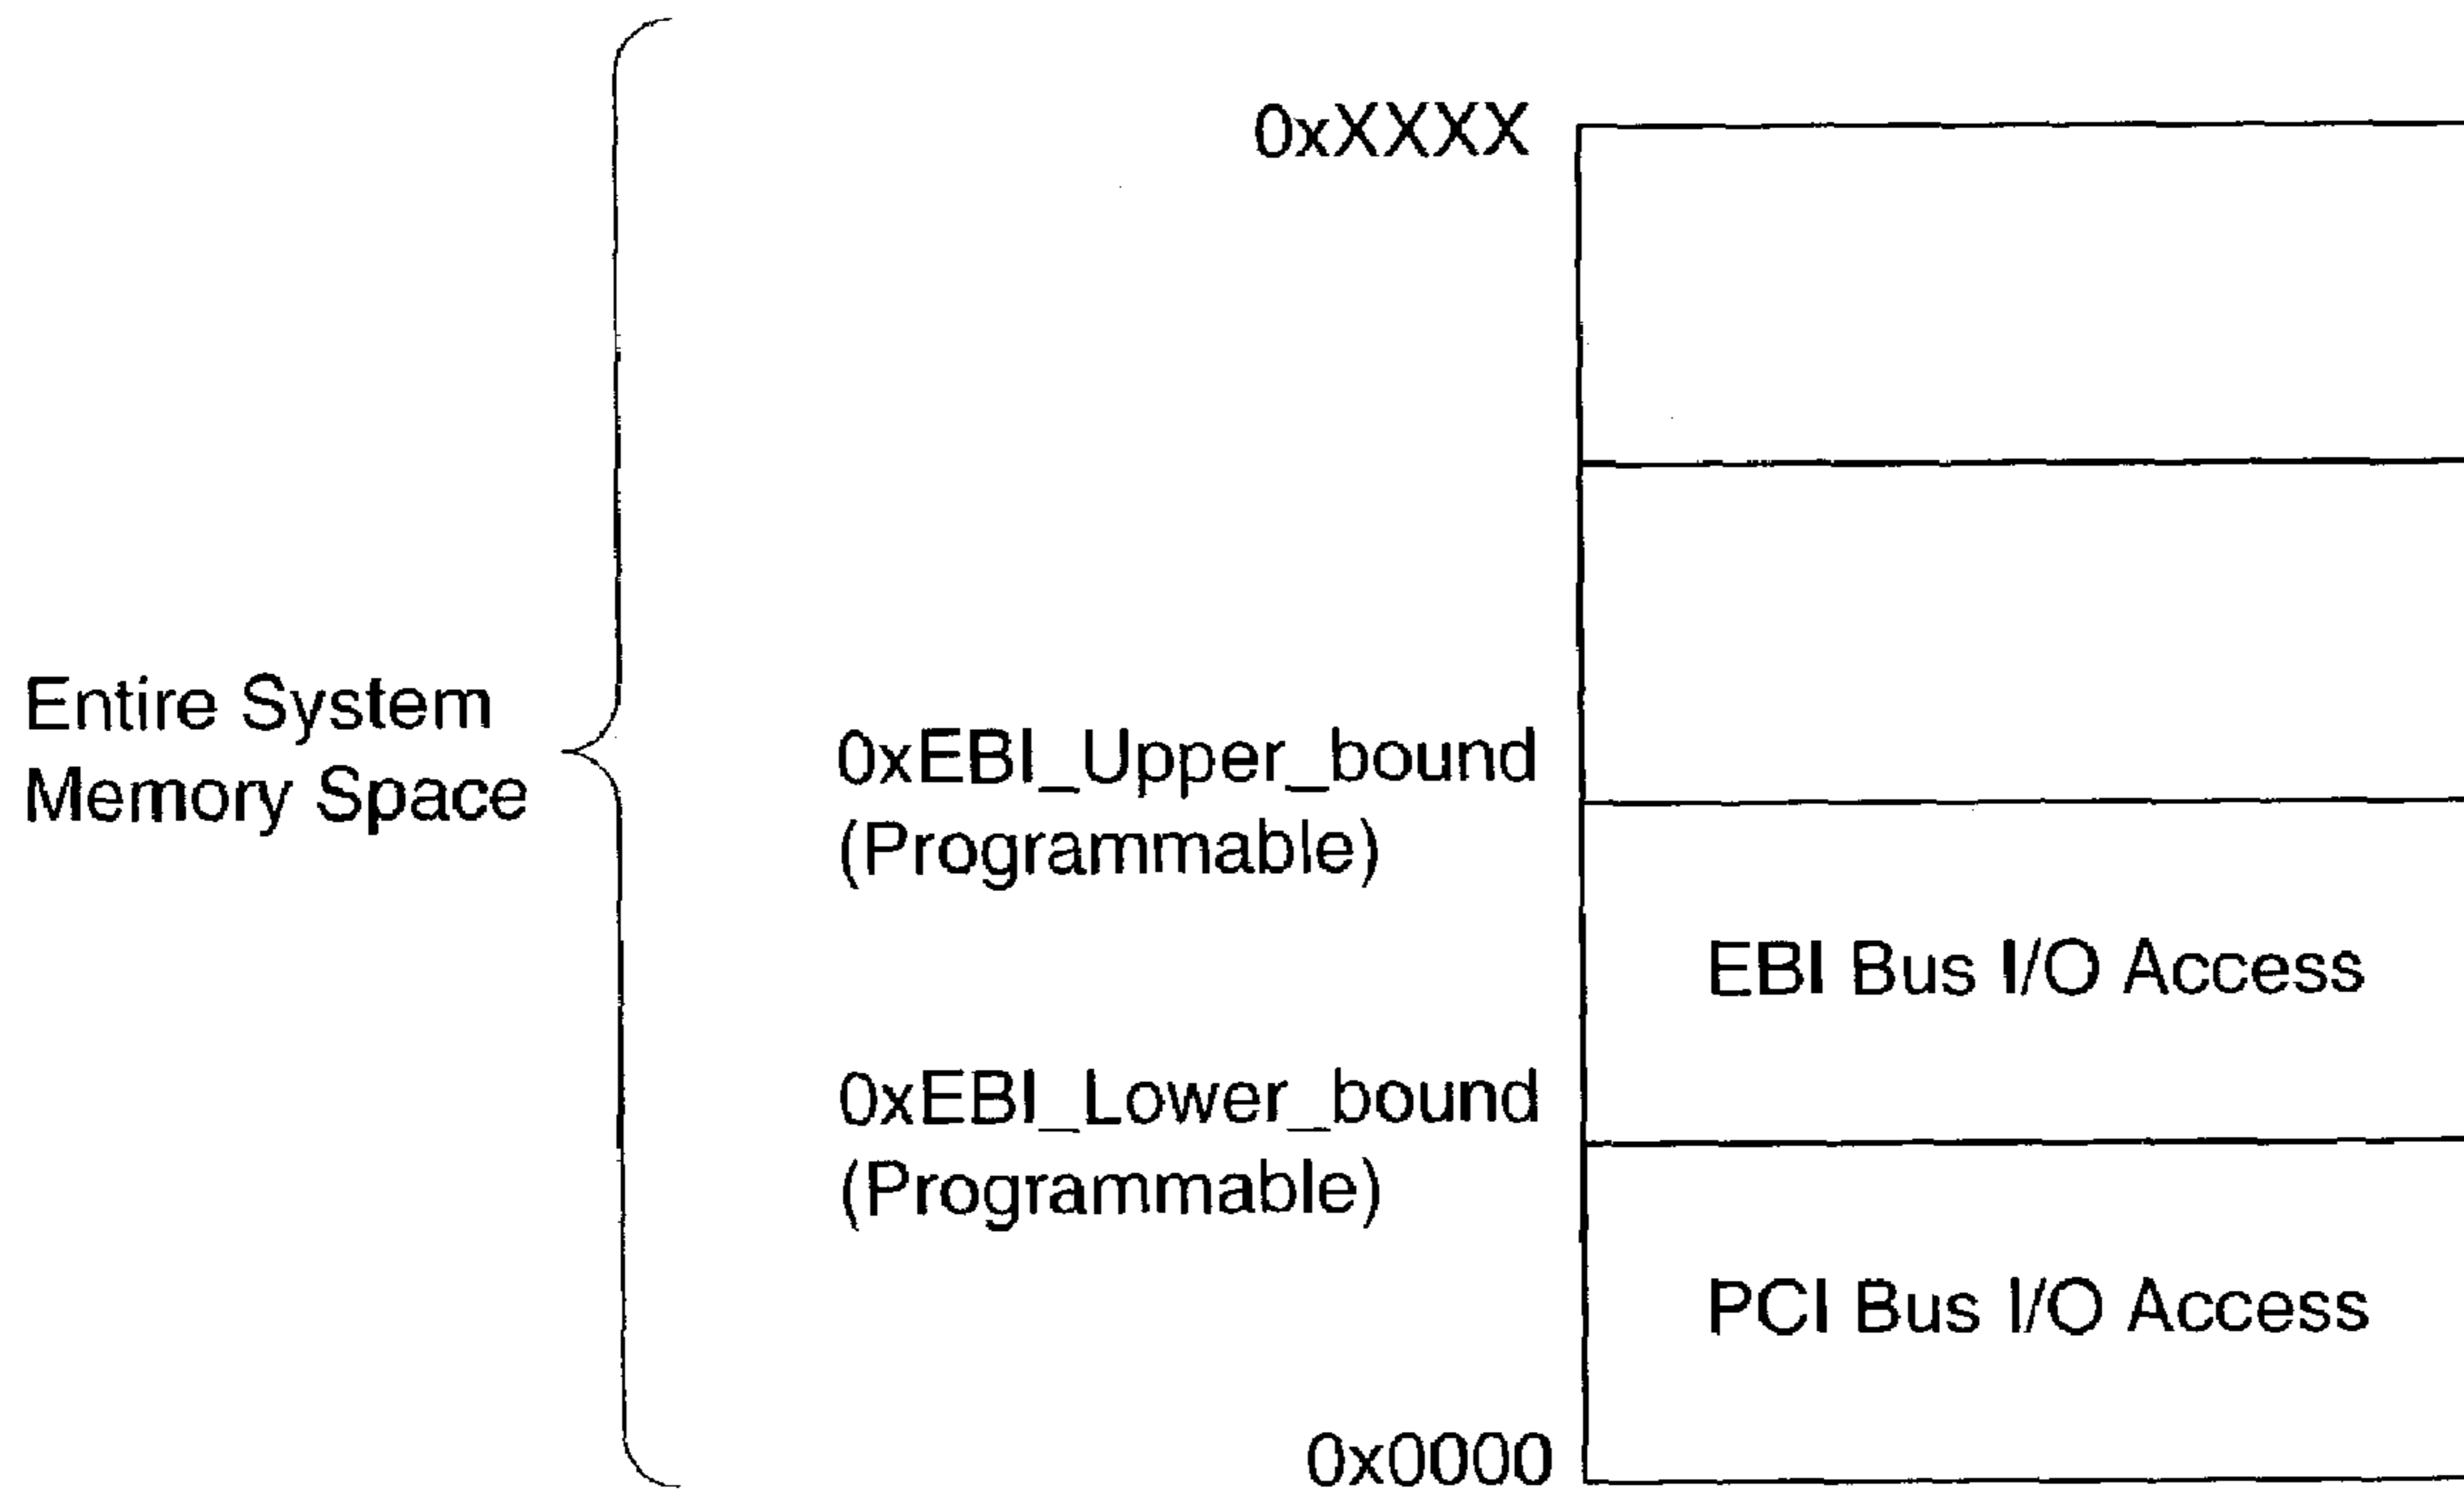 0xXXXX
Entire System
Memory Space
0xEBI_Upper_bound
(Programmable)
EBI Bus I/O Access
0xEBI_Lower_bound
(Programmable)
PCI Bus I/O Access
0x0000